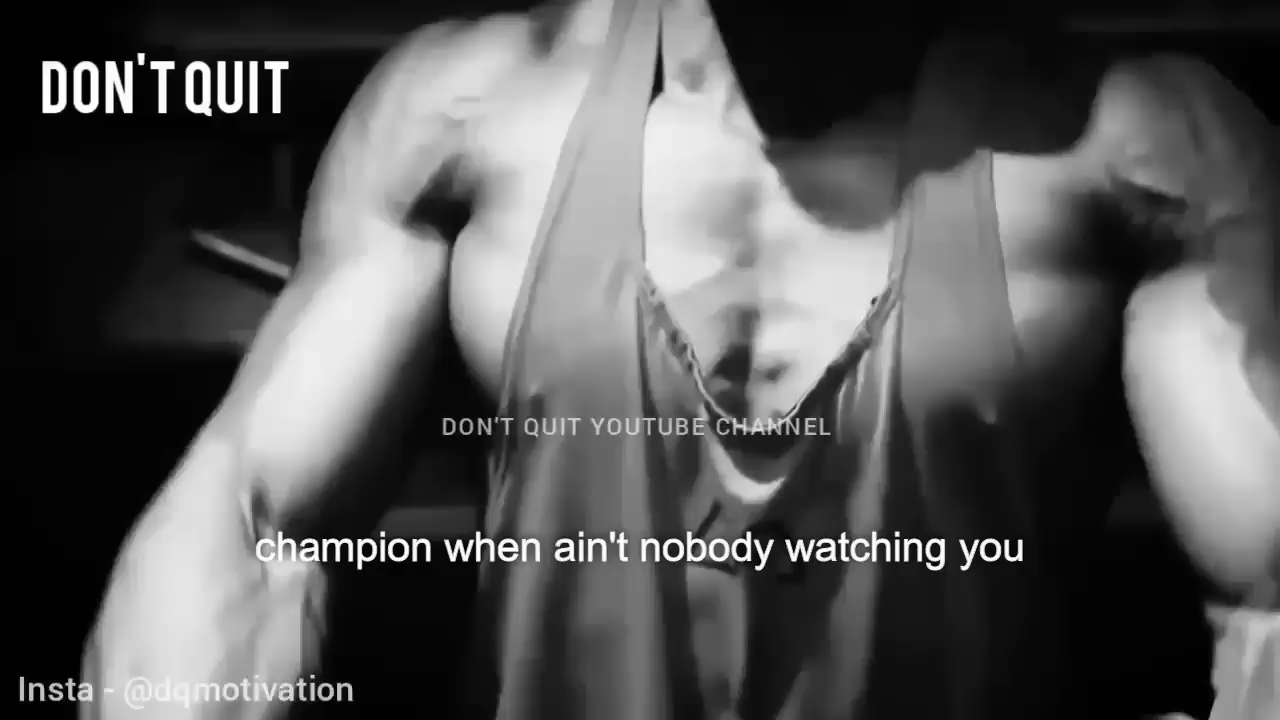 DON'T QUIT
DON'T QUIT YOUTUBE CHANNEL
champion when ain't nobody watching you
Insta - @dqmotivation